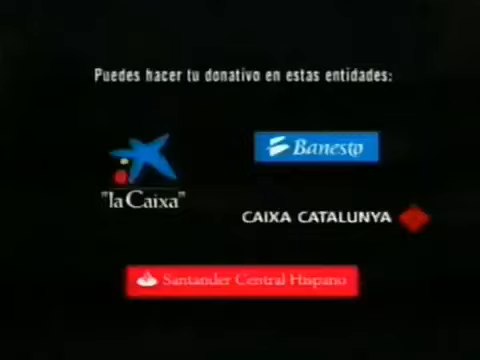 Puedes hacer tu donativo en estas entidades:
"la Caixa"
Banesto
CAIXA CATALUNYA
Santander Central Hispano